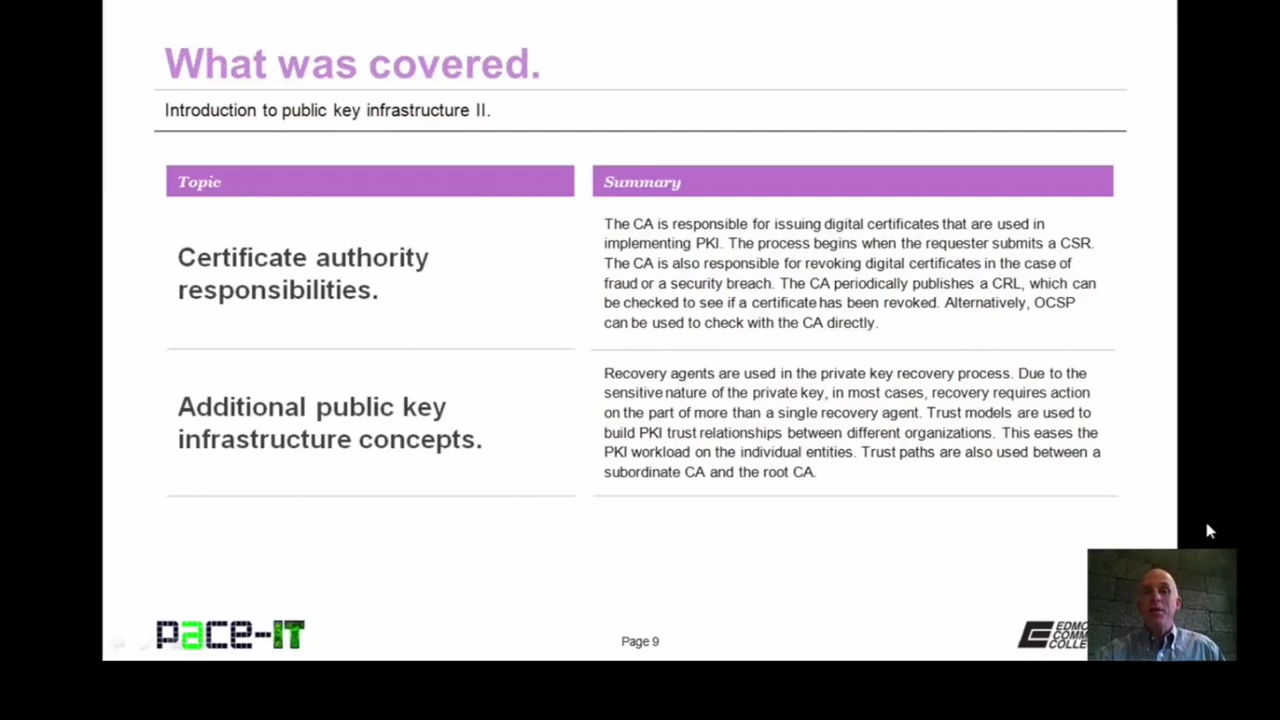 What was covered.
Introduction to public key infrastructure II.
Topic
Summary
Certificate authority
responsibilities.
The CA is responsible for issuing digital certificates that are used in
implementing PKI. The process begins when the requester submits a CSR.
The CA is also responsible for revoking digital certificates in the case of
fraud or a security breach. The CA periodically publishes a CRL, which can
be checked to see if a certificate has been revoked. Alternatively, OCSP
can be used to check with the CA directly.
Additional public key
infrastructure concepts.
Recovery agents are used in the private key recovery process. Due to the
sensitive nature of the private key, in most cases, recovery requires action
on the part of more than a single recovery agent. Trust models are used to
build PKI trust relationships between different organizations. This eases the
PKI workload on the individual entities. Trust paths are also used between a
subordinate CA and the root CA.
pace-IT
Page 9
EDMO
COMM
COLLE